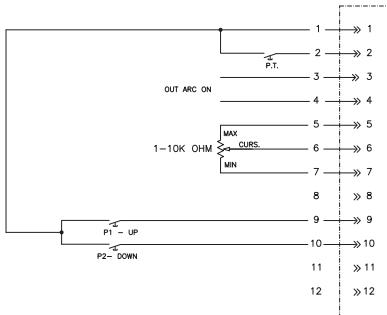 1 1
2 2
P.T.
3 3
OUT ARC ON
4 4
5 5
MAX
1-10K OHM CURS. 6 6
MIN
7 7
8 8
9 9
P1 - UP
10 10
P2- DOWN
11 11
12 12